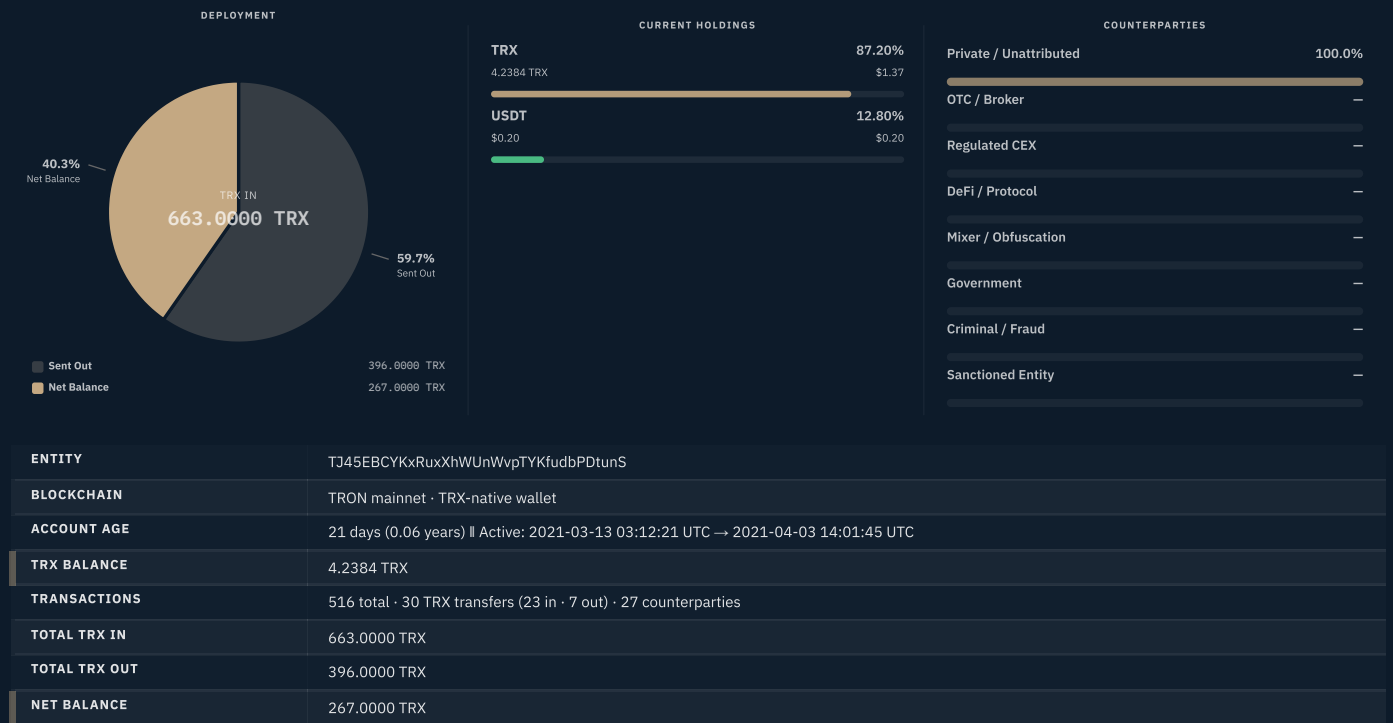 DEPLOYMENT
40.3%
Net Balance
TRX IN
663.0000 TRX
59.7%
Sent Out
Sent Out 396.0000 TRX
Net Balance 267.0000 TRX
CURRENT HOLDINGS
TRX 87.20%
4.2384 TRX $1.37
USDT 12.80%
$0.20 $0.20
COUNTERPARTIES
Private / Unattributed 100.0%
OTC / Broker —
Regulated CEX —
DeFi / Protocol —
Mixer / Obfuscation —
Government —
Criminal / Fraud —
Sanctioned Entity —
ENTITY TJ45EBCYKxRuxXhWUnWvpTYKfudbPDtunS
BLOCKCHAIN TRON mainnet · TRX-native wallet
ACCOUNT AGE 21 days (0.06 years) ‖ Active: 2021-03-13 03:12:21 UTC → 2021-04-03 14:01:45 UTC
TRX BALANCE 4.2384 TRX
TRANSACTIONS 516 total · 30 TRX transfers (23 in · 7 out) · 27 counterparties
TOTAL TRX IN 663.0000 TRX
TOTAL TRX OUT 396.0000 TRX
NET BALANCE 267.0000 TRX